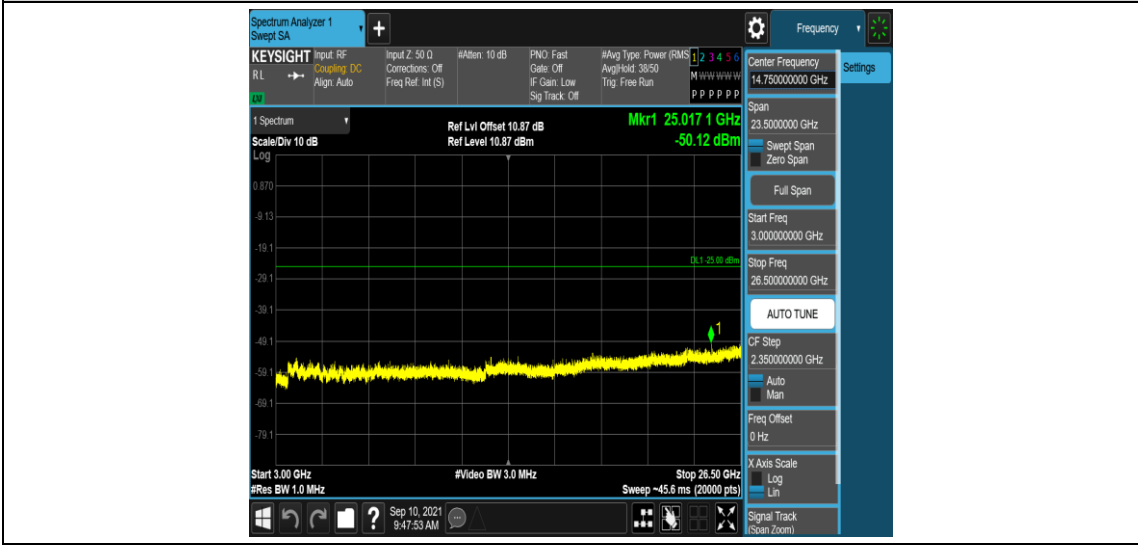 Spectrum Analyzer 1
Swept SA
+
Frequency
KEYSIGHT
RL
LXI
Input: RF
Coupling: DC
Align: Auto
Input Z: 50 Ω
Corrections: Off
Freq Ref: Int (S)
#Atten: 10 dB
PNO: Fast
Gate: Off
IF Gain: Low
Sig Track: Off
#Avg Type: Power (RMS
Avg|Hold: 38/50
Trig: Free Run
1 2 3 4 5 6
M W W W W W
P P P P P P
Center Frequency
14.750000000 GHz
Settings
1 Spectrum
Scale/Div 10 dB
Ref Lvl Offset 10.87 dB
Ref Level 10.87 dBm
Mkr1 25.017 1 GHz
-50.12 dBm
Span
23.5000000 GHz
Swept Span
Zero Span
Full Span
Start Freq
3.000000000 GHz
Stop Freq
26.500000000 GHz
AUTO TUNE
CF Step
2.350000000 GHz
Auto
Man
Freq Offset
0 Hz
X Axis Scale
Log
Lin
Signal Track
(Span Zoom)
Log
0.870
-9.13
-19.1
DL1 -25.00 dBm
-29.1
-39.1
1
-49.1
-59.1
-69.1
-79.1
Start 3.00 GHz
#Res BW 1.0 MHz
#Video BW 3.0 MHz
Stop 26.50 GHz
Sweep ~45.6 ms (20000 pts)
?
Sep 10, 2021
9:47:53 AM